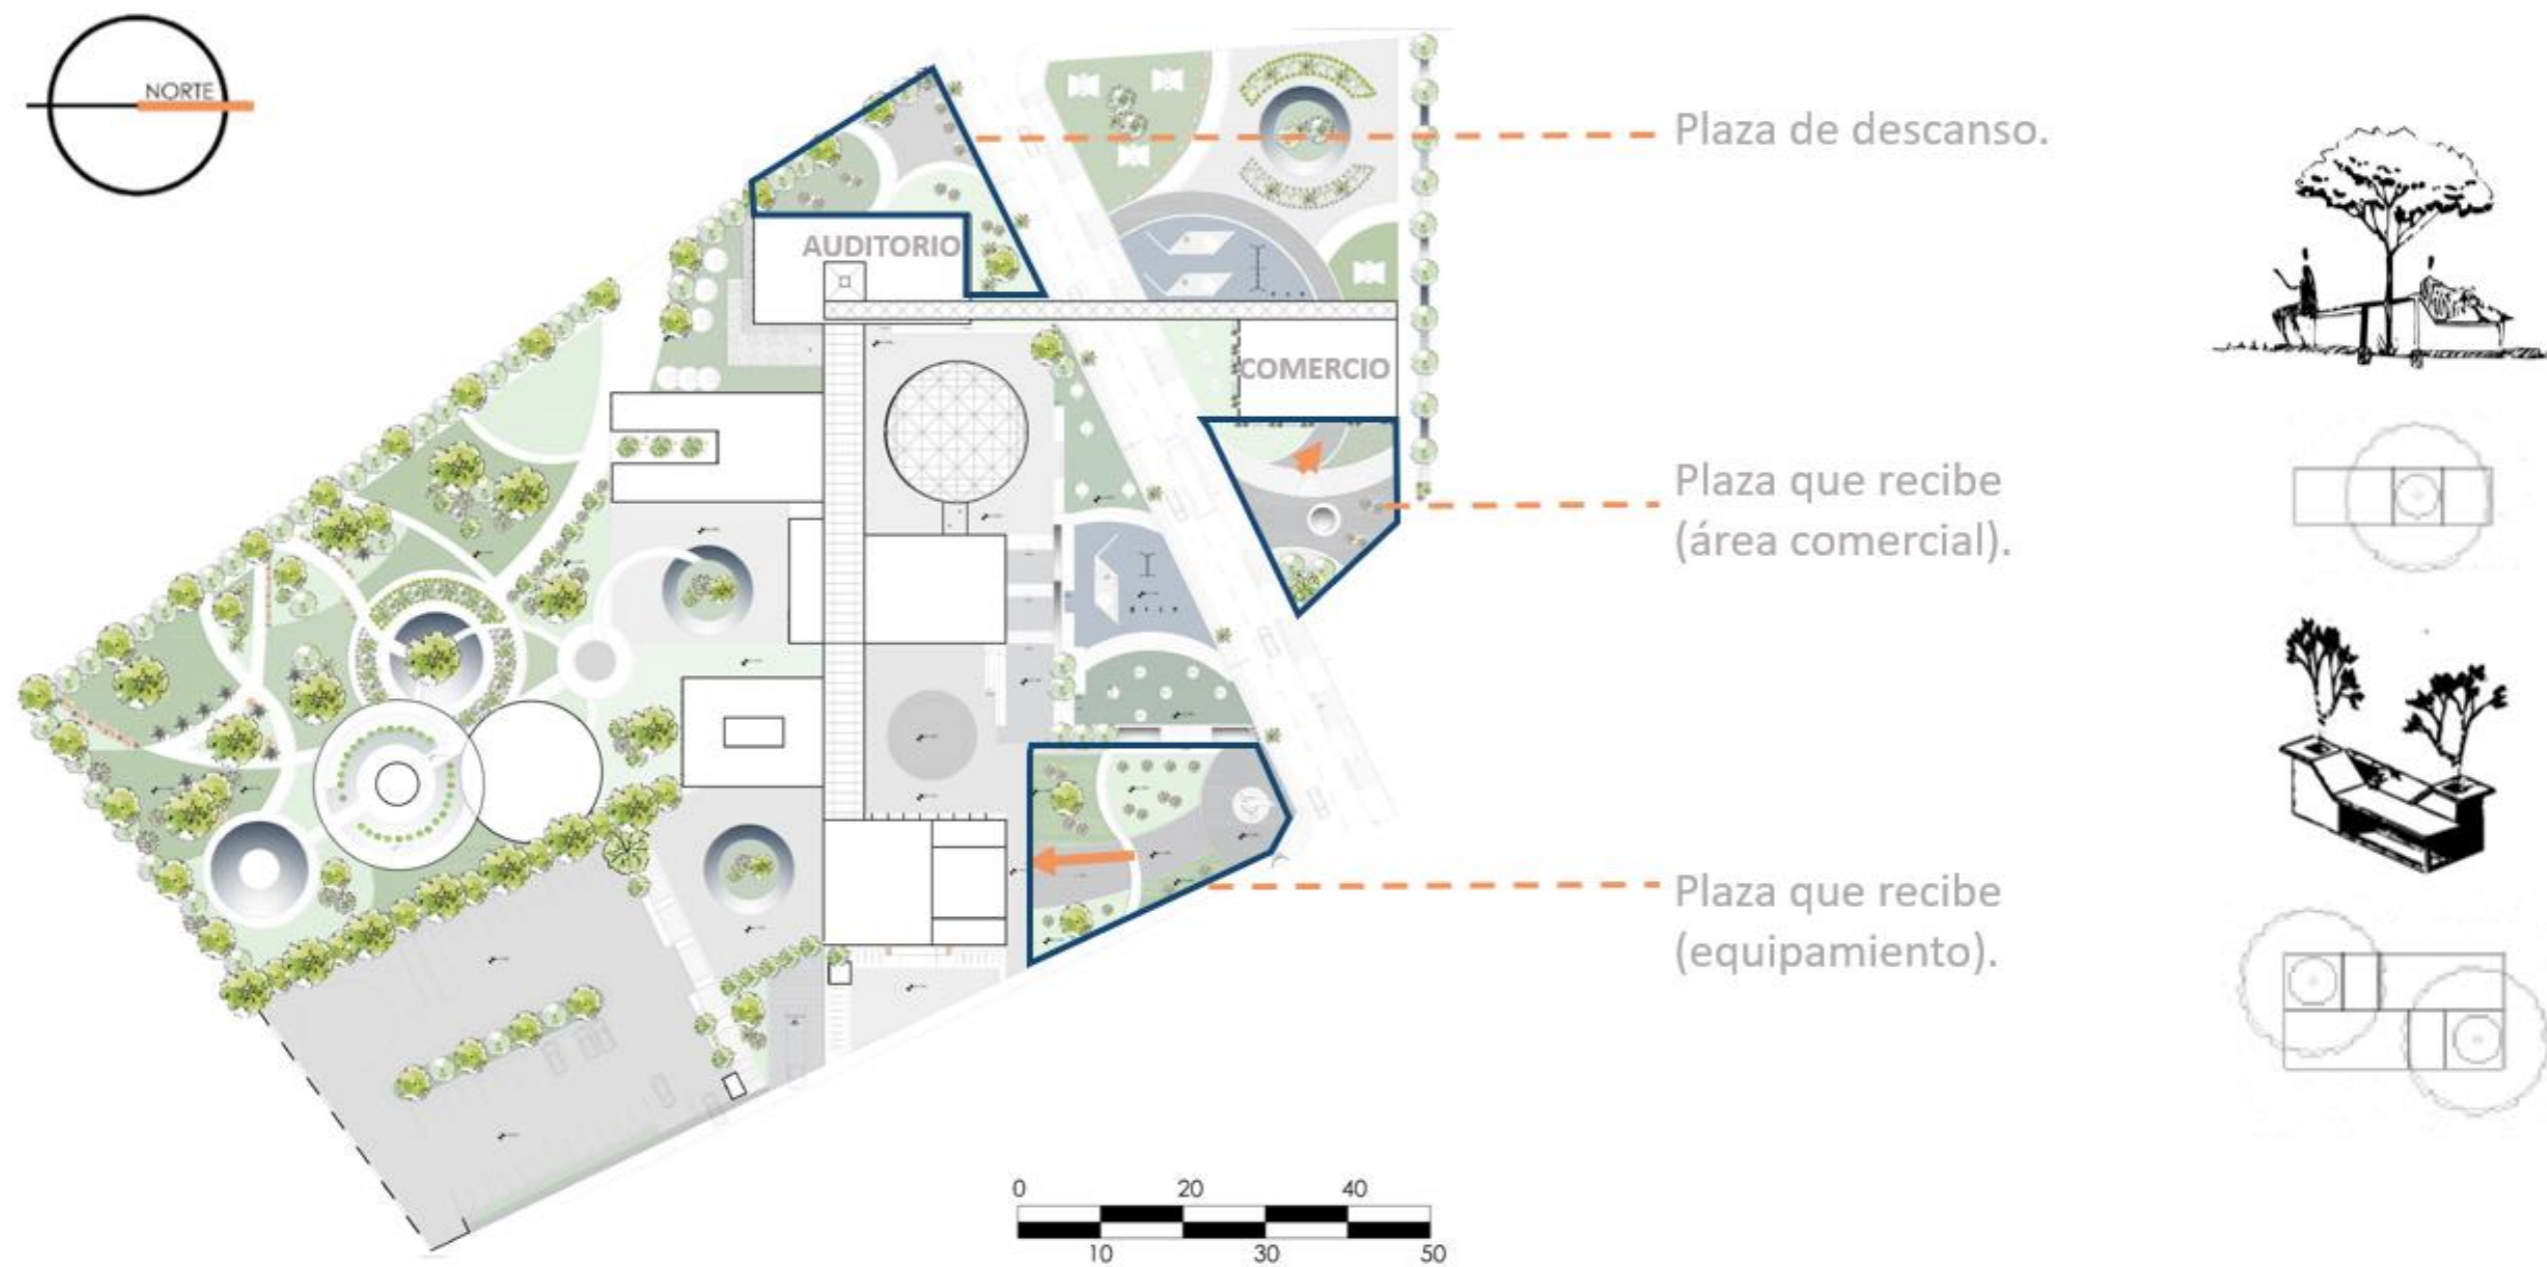 NORTE
Plaza de descanso.
AUDITORIO
COMERCIO
Plaza que recibe
(área comercial).
Plaza que recibe
(equipamiento).
0 20 40
10 30 50